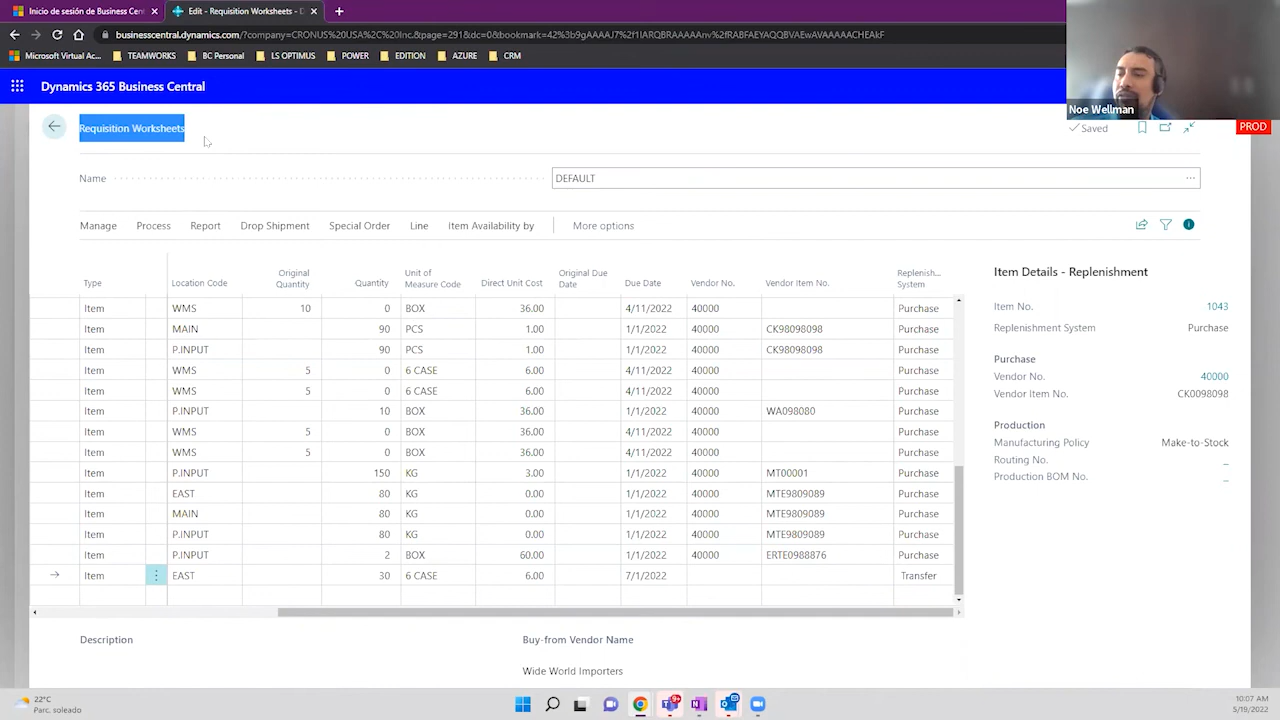 Inicio de sesión de Business Cent
Edit - Requisition Worksheets - D
businesscentral.dynamics.com/?company=CRONUS%20USA%2C%20Inc.&page=291&dc=0&bookmark=42%3b9gAAAAJ7%2f1lARQBRAAAAAnv%2fRABFAEYAQQBVAEwAVAAAAACHEAkF
Microsoft Virtual Ac... TEAMWORKS BC Personal LS OPTIMUS POWER EDITION AZURE CRM
Dynamics 365 Business Central
Noe Wellman
Requisition Worksheets
Saved
PROD
Name DEFAULT
Manage Process Report Drop Shipment Special Order Line Item Availability by More options
Type Location Code Original Quantity Quantity Unit of Measure Code Direct Unit Cost Original Due Date Due Date Vendor No. Vendor Item No. Replenish... System
Item WMS 10 0 BOX 36.00 4/11/2022 40000 Purchase
Item MAIN 90 PCS 1.00 1/1/2022 40000 CK98098098 Purchase
Item P.INPUT 90 PCS 1.00 1/1/2022 40000 CK98098098 Purchase
Item WMS 5 0 6 CASE 6.00 4/11/2022 40000 Purchase
Item WMS 5 0 6 CASE 6.00 4/11/2022 40000 Purchase
Item P.INPUT 10 BOX 36.00 1/1/2022 40000 WA098080 Purchase
Item WMS 5 0 BOX 36.00 4/11/2022 40000 Purchase
Item WMS 5 0 BOX 36.00 4/11/2022 40000 Purchase
Item P.INPUT 150 KG 3.00 1/1/2022 40000 MT00001 Purchase
Item EAST 80 KG 0.00 1/1/2022 40000 MTE9809089 Purchase
Item MAIN 80 KG 0.00 1/1/2022 40000 MTE9809089 Purchase
Item P.INPUT 80 KG 0.00 1/1/2022 40000 MTE9809089 Purchase
Item P.INPUT 2 BOX 60.00 1/1/2022 40000 ERTE0988876 Purchase
Item EAST 30 6 CASE 6.00 7/1/2022 Transfer
Item Details - Replenishment
Item No. 1043
Replenishment System Purchase
Purchase
Vendor No. 40000
Vendor Item No. CK0098098
Production
Manufacturing Policy Make-to-Stock
Routing No. _
Production BOM No. _
Description
Buy-from Vendor Name
Wide World Importers
22°C
Parc. soleado
10:07 AM
5/19/2022